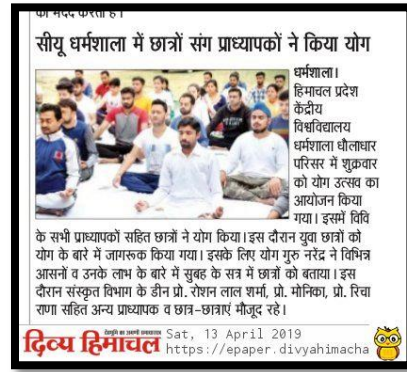 की मदद करता है।
सीयू धर्मशाला में छात्रों संग प्राध्यापकों ने किया योग
धर्मशाला।
हिमाचल प्रदेश
केंद्रीय
विश्वविद्यालय
धर्मशाला धौलाधार
परिसर में शुक्रवार
को योग उत्सव का
आयोजन किया
गया। इसमें विवि
के सभी प्राध्यापकों सहित छात्रों ने योग किया। इस दौरान युवा छात्रों को
योग के बारे में जागरूक किया गया। इसके लिए योग गुरु नरेंद्र ने विभिन्न
आसनों व उनके लाभ के बारे में सुबह के सत्र में छात्रों को बताया। इस
दौरान संस्कृत विभाग के डीन प्रो. रोशन लाल शर्मा, प्रो. मोनिका, प्रो. रिचा
राणा सहित अन्य प्राध्यापक व छात्र-छात्राएं मौजूद रहे।
दिव्य हिमाचल Sat, 13 April 2019
https://epaper.divyahimacha